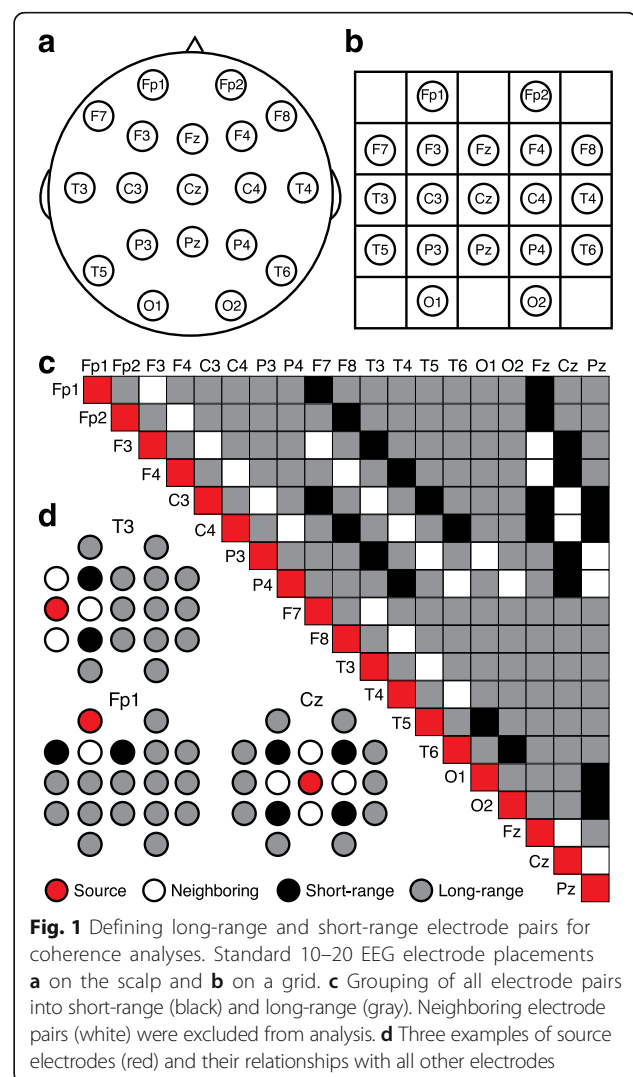 a
b
Fp1 Fp2
F7 F3 Fz F4 F8
T3 C3 Cz C4 T4
T5 P3 Pz P4 T6
O1 O2
Fp1 Fp2
F7 F3 Fz F4 F8
T3 C3 Cz C4 T4
T5 P3 Pz P4 T6
O1 O2
c
Fp1 Fp2 F3 F4 C3 C4 P3 P4 F7 F8 T3 T4 T5 T6 O1 O2 Fz Cz Pz
Fp1
Fp2
F3
F4
C3
C4
P3
P4
F7
F8
T3
T4
T5
T6
O1
O2
Fz
Cz
Pz
d
T3
Fp1
Cz
Source Neighboring Short-range Long-range
Fig. 1 Defining long-range and short-range electrode pairs for
coherence analyses. Standard 10–20 EEG electrode placements
a on the scalp and b on a grid. c Grouping of all electrode pairs
into short-range (black) and long-range (gray). Neighboring electrode
pairs (white) were excluded from analysis. d Three examples of source
electrodes (red) and their relationships with all other electrodes